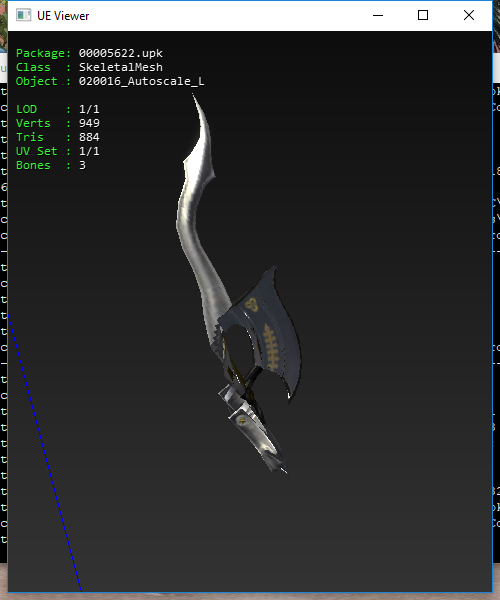 UE Viewer
Package: 00005622.upk
Class : SkeletalMesh
Object : 020016_Autoscale_L
LOD : 1/1
Verts : 949
Tris : 884
UV Set : 1/1
Bones : 3